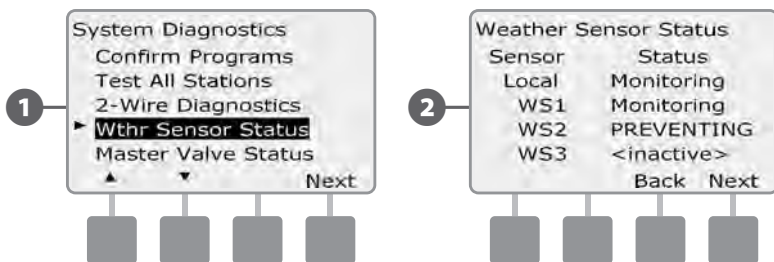 System Diagnostics
Confirm Programs
Test All Stations
1
2-Wire Diagnostics
Wthr Sensor Status
Master Valve Status
Next
Weather Sensor Status
Sensor Status
Local Monitoring
2
WS1 Monitoring
WS2 PREVENTING
WS3 <inactive>
Back Next